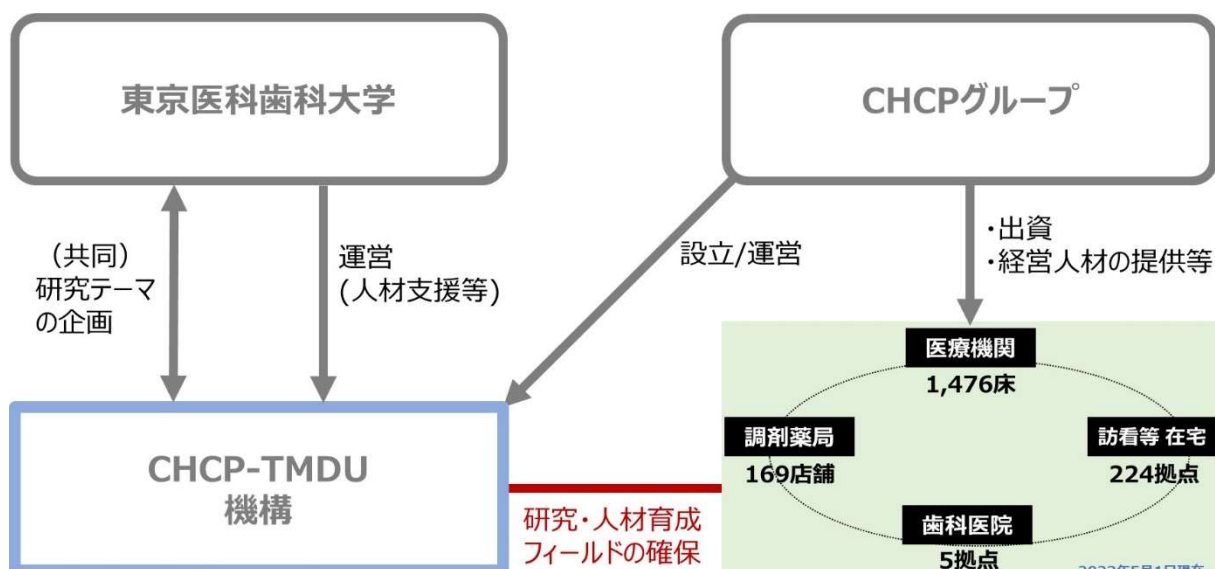 東京医科歯科大学
CHCPグループ
(共同)
研究テーマ
の企画
運営
(人材支援等)
設立/運営
・出資
・経営人材の提供等
医療機関
1,476床
調剤薬局
169店舗
訪看等 在宅
224拠点
歯科医院
5拠点
CHCP-TMDU
機構
研究・人材育成
フィールドの確保